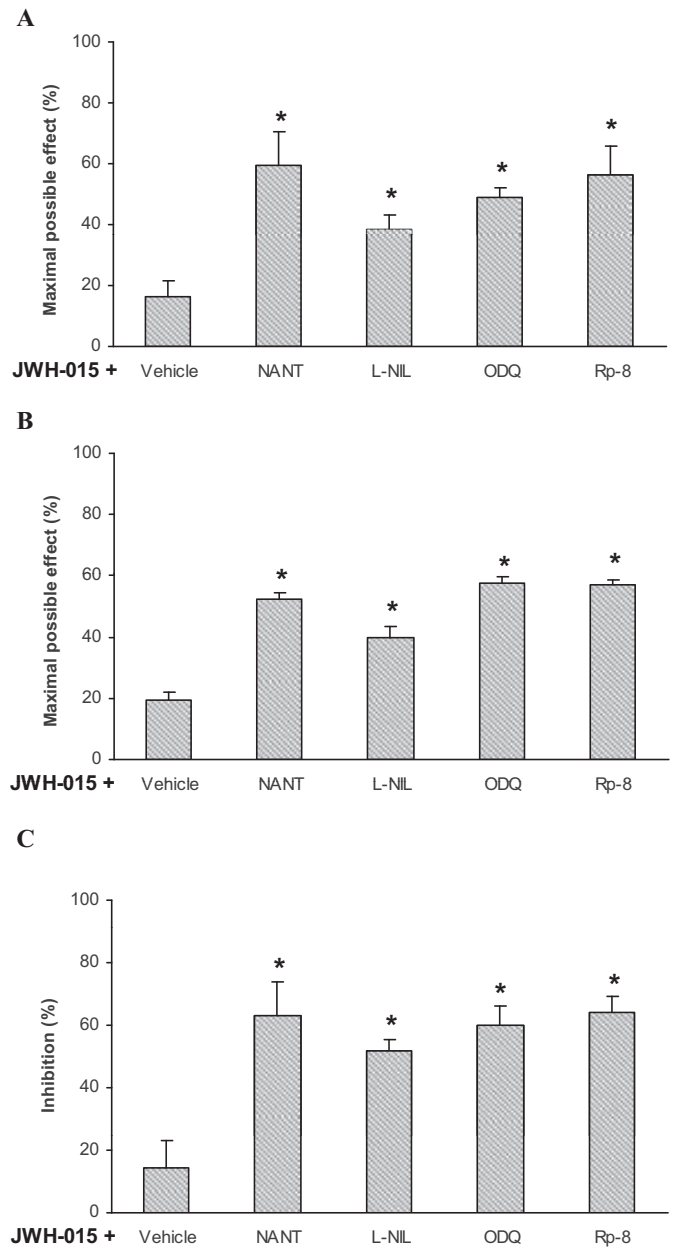 A
Maximal possible effect (%)
100
80
60
40
20
0
* * * *
JWH-015 + Vehicle NANT L-NIL ODQ Rp-8
B
Maximal possible effect (%)
100
80
60
40
20
0
* * * *
JWH-015 + Vehicle NANT L-NIL ODQ Rp-8
C
Inhibition (%)
100
80
60
40
20
0
* * * *
JWH-015 + Vehicle NANT L-NIL ODQ Rp-8